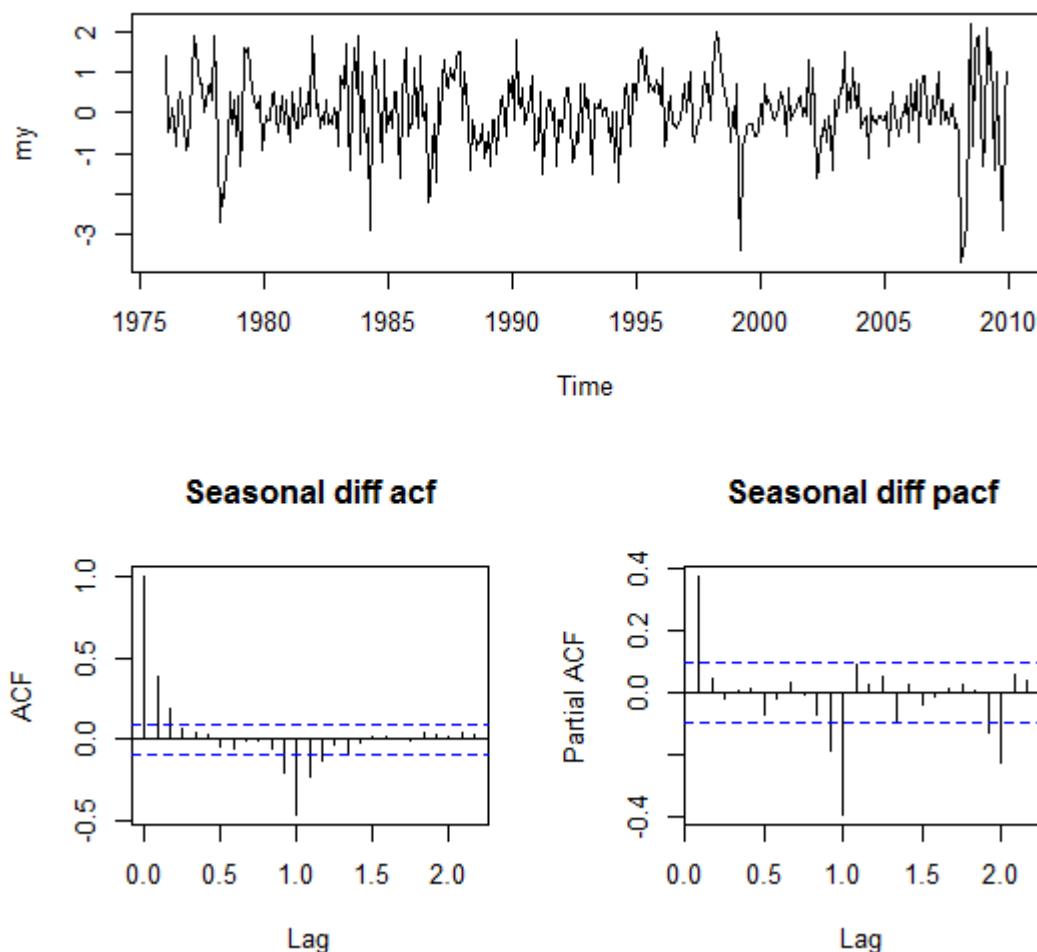 my
2
1
0
-1
-3
1975 1980 1985 1990 1995 2000 2005 2010
Time
Seasonal diff acf
ACF
1.0
0.5
0.0
-0.5
0.0 0.5 1.0 1.5 2.0
Lag
Seasonal diff pacf
Partial ACF
0.4
0.2
0.0
-0.4
0.0 0.5 1.0 1.5 2.0
Lag